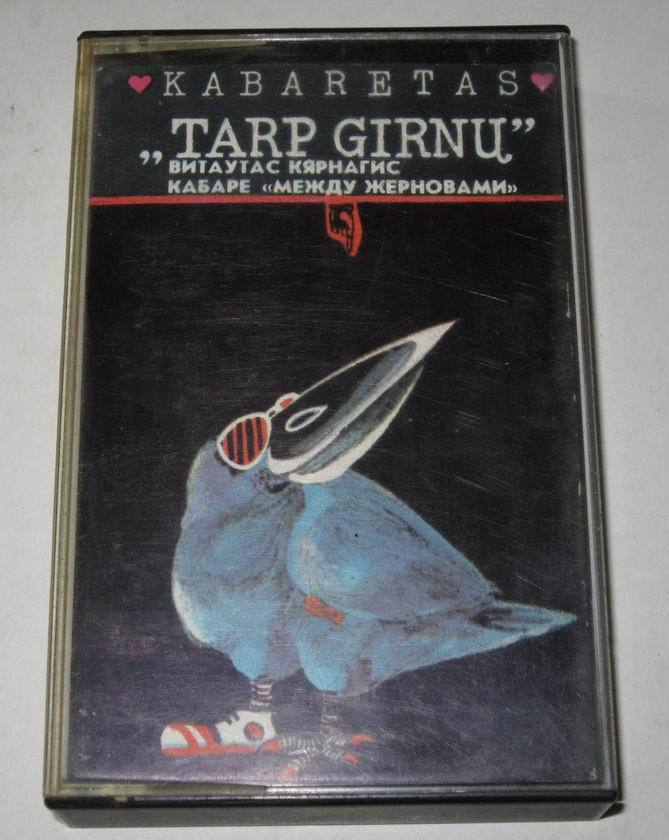 KABARETAS
„TARP GIRNŲ”
ВИТАУТАС КЯРНАГИС
КАБАРЕ «МЕЖДУ ЖЕРНОВАМИ»